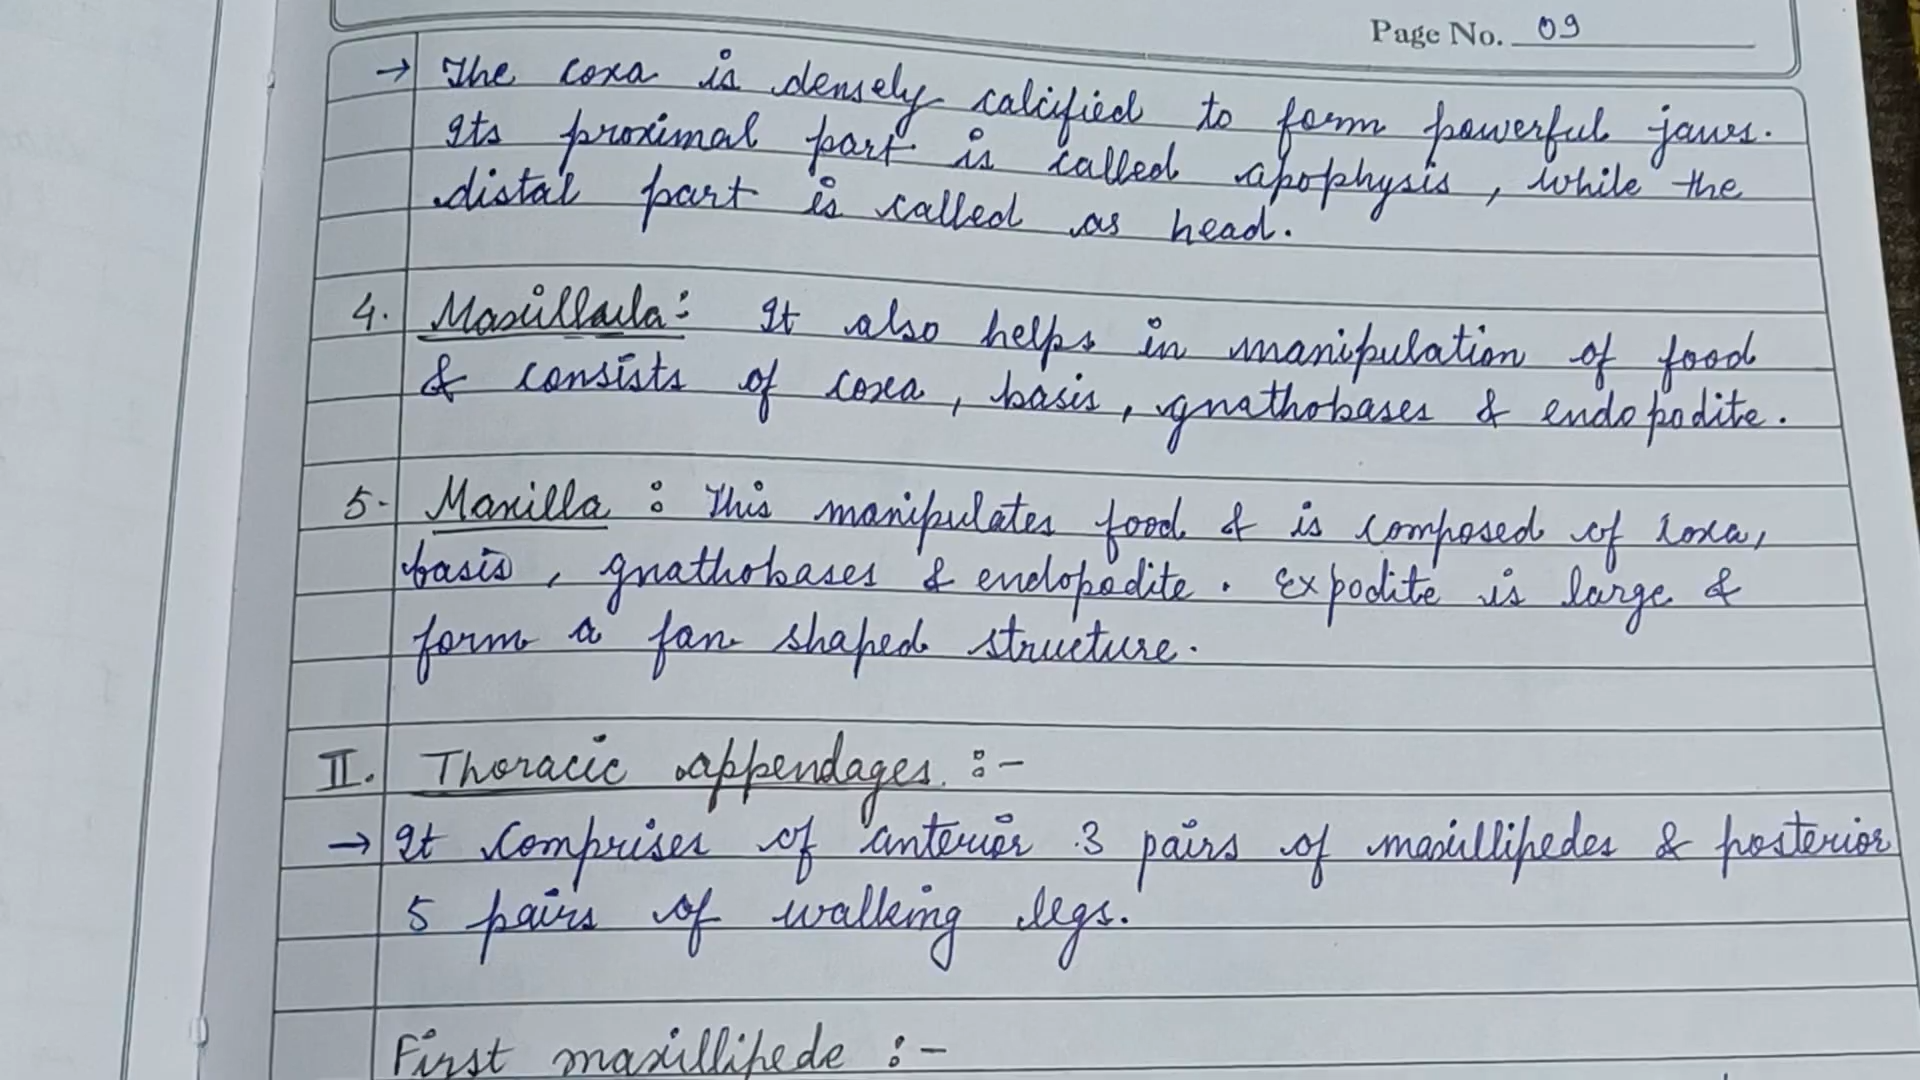 Page No. 09
→ The coxa is densely calcified to form powerful jaws.
Its proximal part is called apophysis, while the
distal part is called as head.
4. Maxillula: It also helps in manipulation of food
& consists of coxa, basis, gnathobases & endopodite.
5. Maxilla: This manipulates food & is composed of coxa,
basis, gnathobases & endopodite. Expodite is large &
form a fan shaped structure.
II. Thoracic appendages :-
→ It comprises of anterior 3 pairs of maxillipedes & posterior
5 pairs of walking legs.
First maxillipede :-